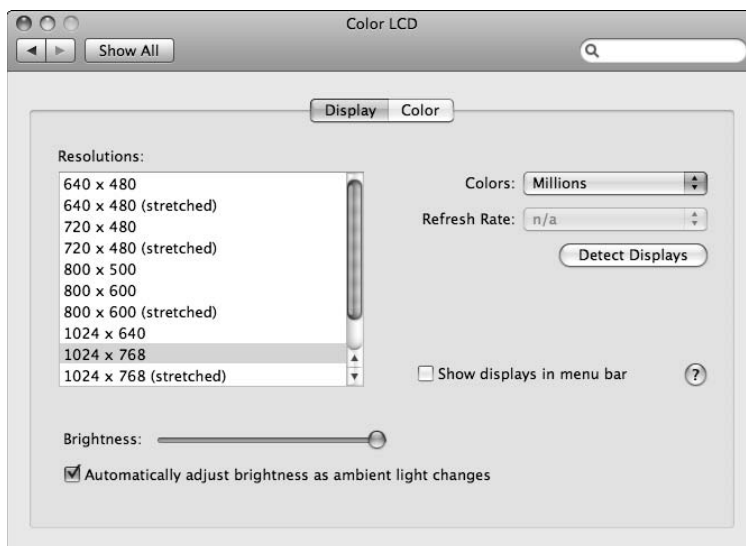 Color LCD
Show All
Display Color
Resolutions:
640 x 480
640 x 480 (stretched)
720 x 480
720 x 480 (stretched)
800 x 500
800 x 600
800 x 600 (stretched)
1024 x 640
1024 x 768
1024 x 768 (stretched)
Colors: Millions
Refresh Rate: n/a
Detect Displays
Show displays in menu bar ?
Brightness:
Automatically adjust brightness as ambient light changes